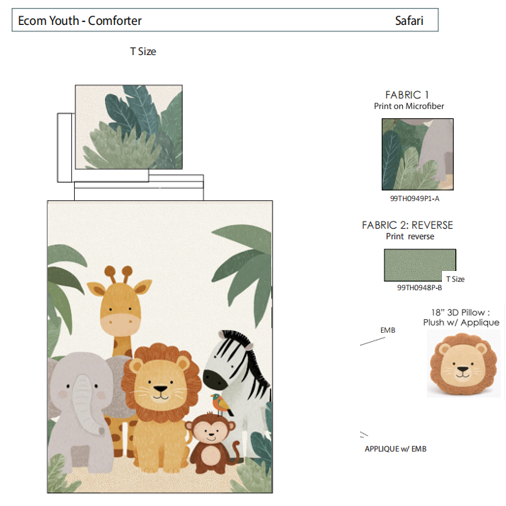 Ecom Youth - Comforter
Safari
T Size
FABRIC 1
Print on Microfiber
99TH0949P1-A
FABRIC 2: REVERSE
Print reverse
T Size
99TH0948P-B
18" 3D Pillow :
Plush w/ Applique
EMB
APPLIQUE w/ EMB